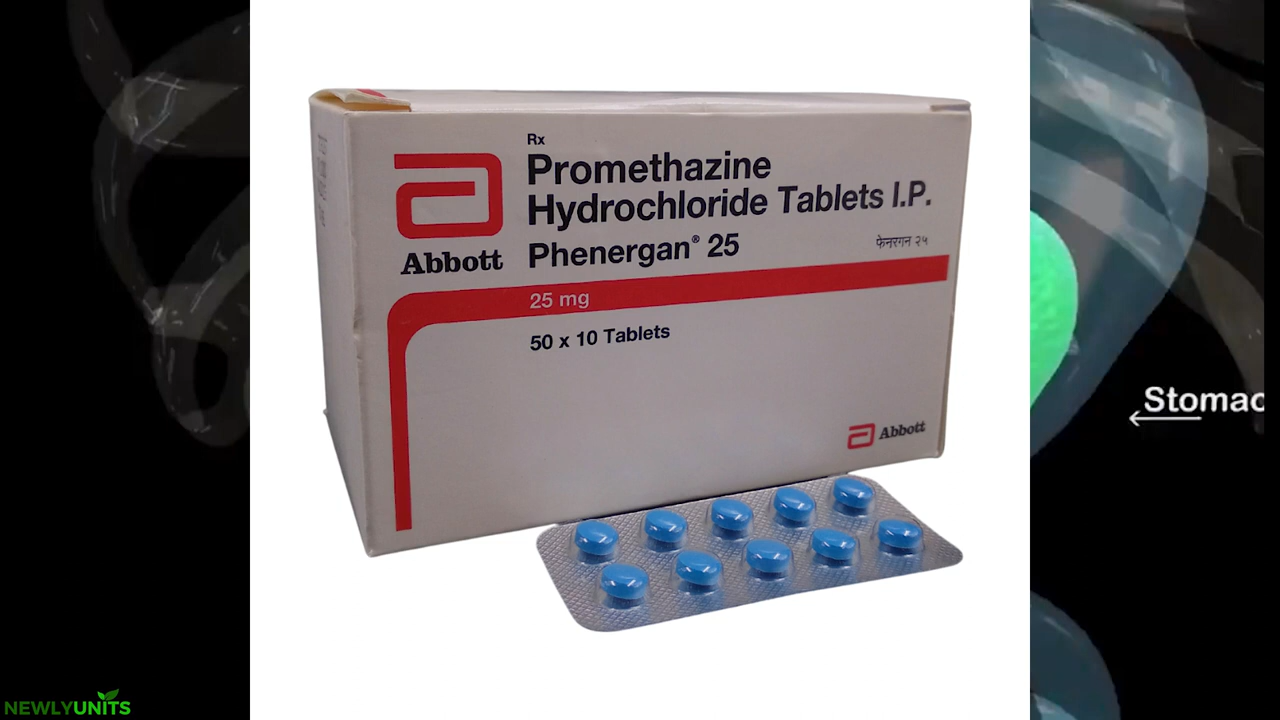 Rx
Promethazine
Hydrochloride Tablets I.P.
Phenergan® 25
फेनरगन २५
Abbott
25 mg
50 x 10 Tablets
Abbott
Stomac
NEWLYUNITS